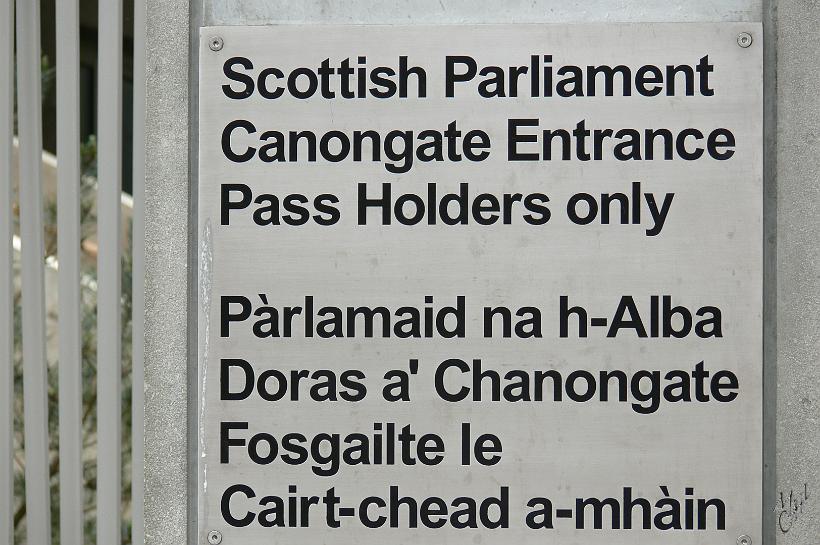 Scottish Parliament
Canongate Entrance
Pass Holders only
Pàrlamaid na h-Alba
Doras a' Chanongate
Fosgailte le
Cairt-chead a-mhàin